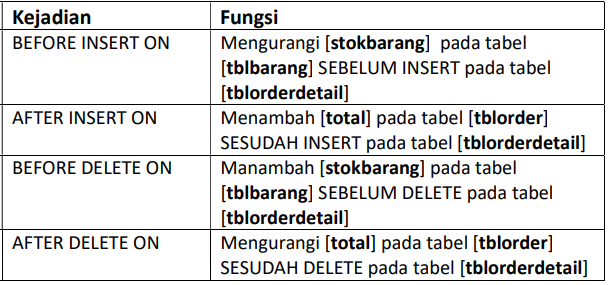 Kejadian Fungsi
BEFORE INSERT ON Mengurangi [stokbarang] pada tabel
[tblbarang] SEBELUM INSERT pada tabel
[tblorderdetail]
AFTER INSERT ON Menambah [total] pada tabel [tblorder]
SESUDAH INSERT pada tabel [tblorderdetail]
BEFORE DELETE ON Manambah [stokbarang] pada tabel
[tblbarang] SEBELUM DELETE pada tabel
[tblorderdetail]
AFTER DELETE ON Mengurangi [total] pada tabel [tblorder]
SESUDAH DELETE pada tabel [tblorderdetail]